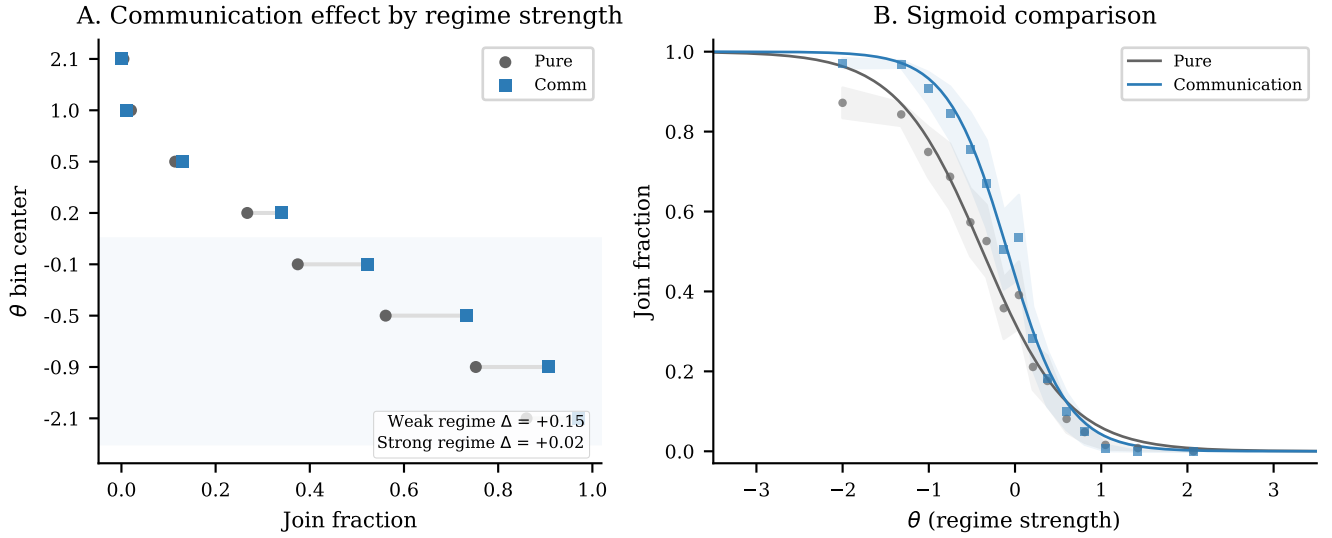 A. Communication effect by regime strength
2.1
1.0
0.5
0.2
-0.1
-0.5
-0.9
-2.1
θ bin center
Pure
Comm
Weak regime Δ = +0.15
Strong regime Δ = +0.02
0.0 0.2 0.4 0.6 0.8 1.0
Join fraction
B. Sigmoid comparison
1.0
0.8
0.6
0.4
0.2
0.0
Join fraction
Pure
Communication
−3 −2 −1 0 1 2 3
θ (regime strength)